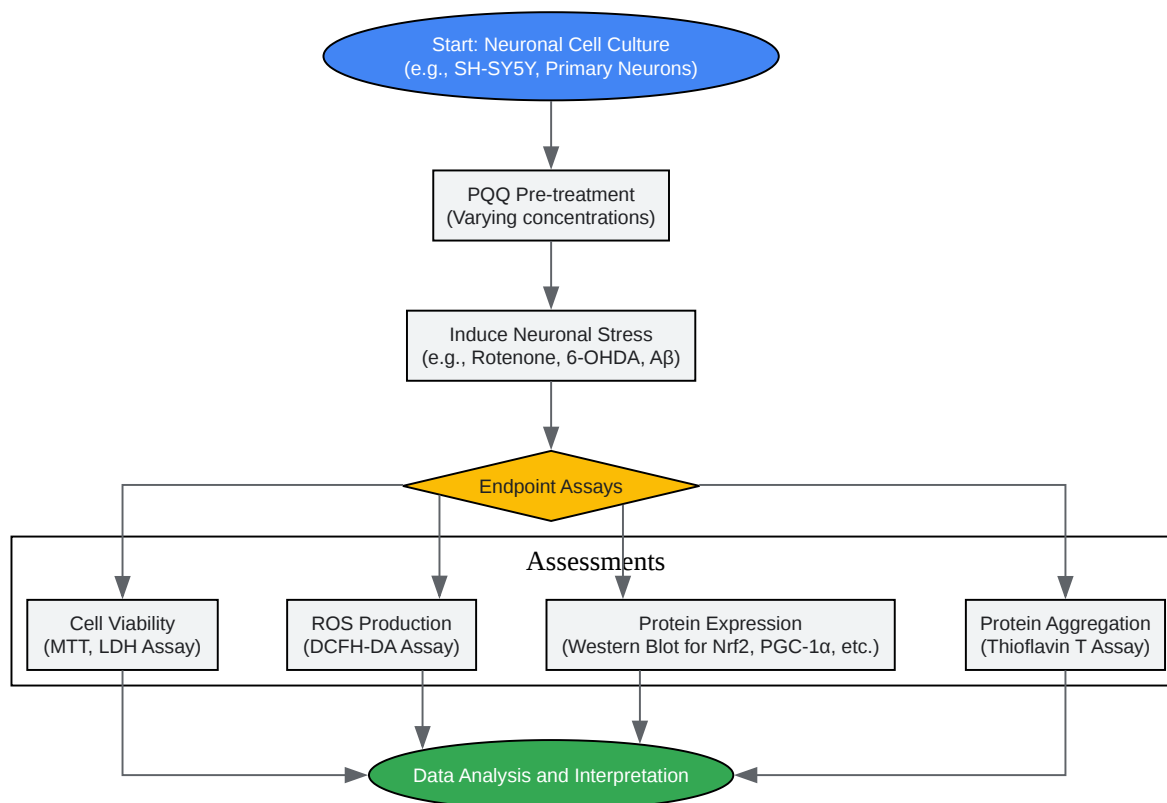 Start: Neuronal Cell Culture
(e.g., SH-SY5Y, Primary Neurons)
PQQ Pre-treatment
(Varying concentrations)
Induce Neuronal Stress
(e.g., Rotenone, 6-OHDA, Aβ)
Endpoint Assays
Assessments
Cell Viability
(MTT, LDH Assay)
ROS Production
(DCFH-DA Assay)
Protein Expression
(Western Blot for Nrf2, PGC-1α, etc.)
Protein Aggregation
(Thioflavin T Assay)
Data Analysis and Interpretation